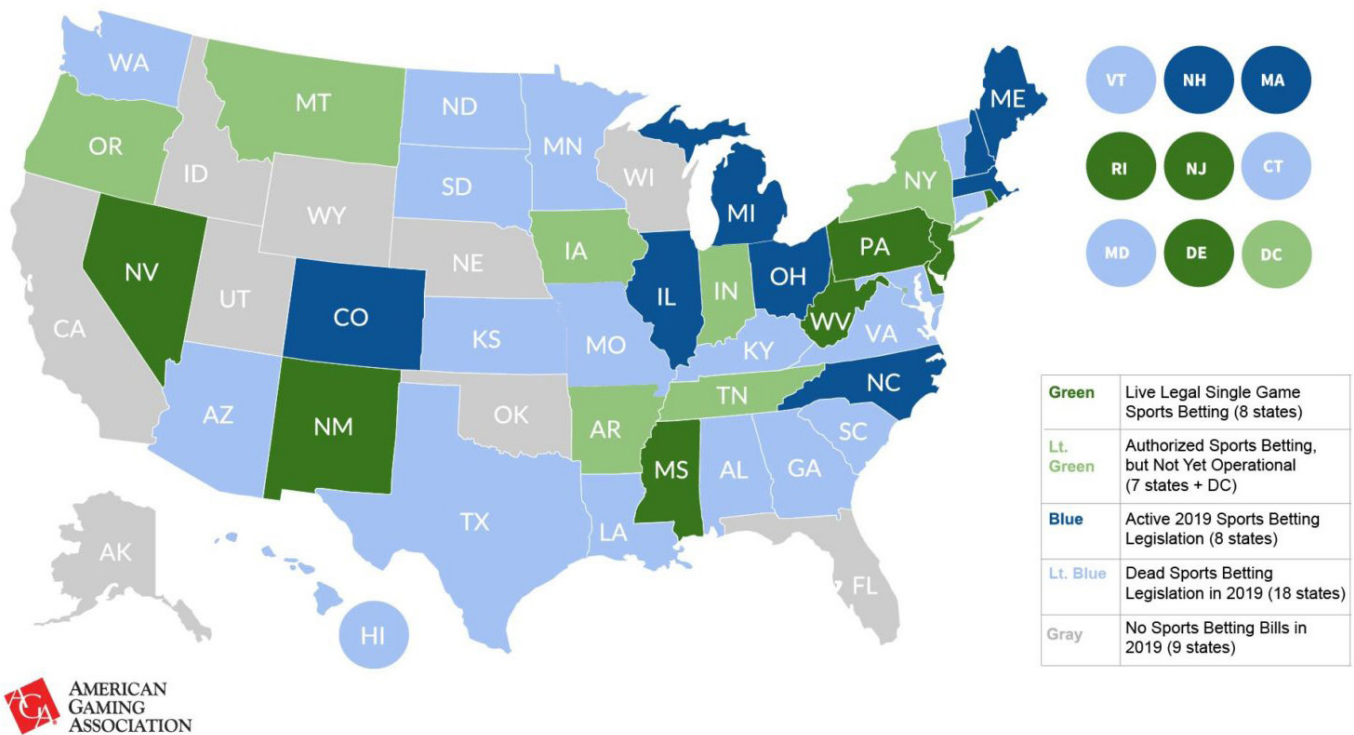 WA
MT
ND
MN
ME
VT
NH
MA
OR
ID
SD
WI
MI
NY
RI
NJ
CT
WY
IA
NE
PA
MD
DE
DC
NV
UT
CO
IL
IN
OH
WV
VA
CA
KS
MO
KY
NC
AZ
NM
OK
AR
TN
SC
MS
AL
GA
TX
LA
AK
FL
HI
Green
Live Legal Single Game
Sports Betting (8 states)
Lt.
Green
Authorized Sports Betting,
but Not Yet Operational
(7 states + DC)
Blue
Active 2019 Sports Betting
Legislation (8 states)
Lt. Blue
Dead Sports Betting
Legislation in 2019 (18 states)
Gray
No Sports Betting Bills in
2019 (9 states)
AGA
AMERICAN
GAMING
ASSOCIATION